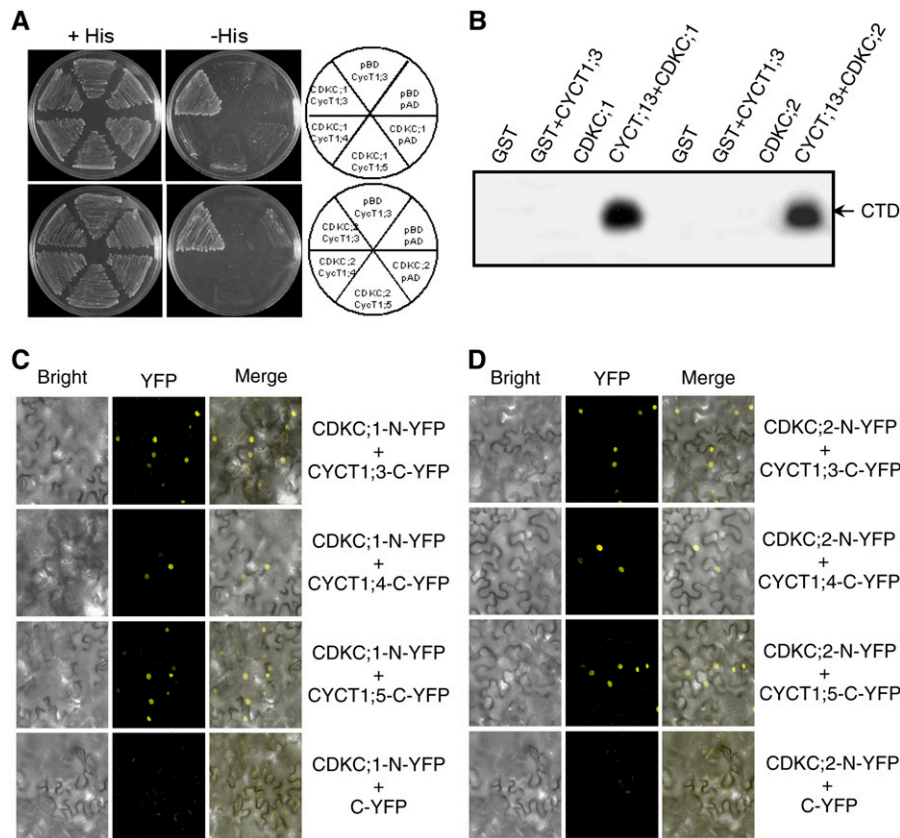 A
+ His
-His
pBD
CycT1;3
CDKC;1
CycT1;3
pBD
pAD
CDKC;1
CycT1;4
CDKC;1
pAD
CDKC;1
CycT1;5
pBD
CycT1;3
CDKC;2
CycT1;3
pBD
pAD
CDKC;2
CycT1;4
CDKC;2
pAD
CDKC;2
CycT1;5
B
GST
GST+CYCT1;3
CDKC;1
CYCT;13+CDKC;1
GST
GST+CYCT1;3
CDKC;2
CYCT;13+CDKC;2
CTD
C
Bright
YFP
Merge
CDKC;1-N-YFP
+
CYCT1;3-C-YFP
CDKC;1-N-YFP
+
CYCT1;4-C-YFP
CDKC;1-N-YFP
+
CYCT1;5-C-YFP
CDKC;1-N-YFP
+
C-YFP
D
Bright
YFP
Merge
CDKC;2-N-YFP
+
CYCT1;3-C-YFP
CDKC;2-N-YFP
+
CYCT1;4-C-YFP
CDKC;2-N-YFP
+
CYCT1;5-C-YFP
CDKC;2-N-YFP
+
C-YFP